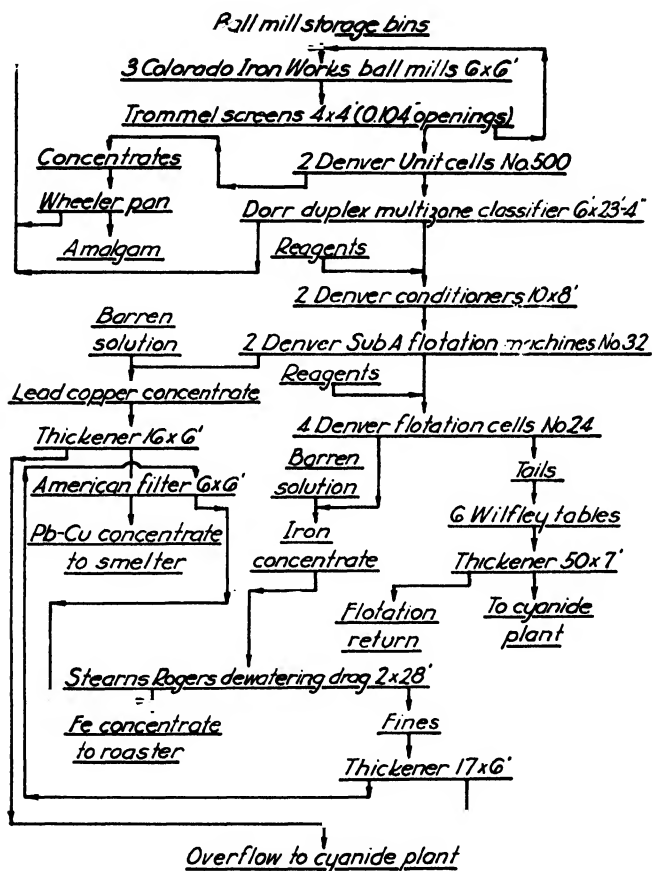 Ball mill storage bins
3 Colorado Iron Works ball mills 6x6'
Trommel screens 4x4' (0.104" openings)
Concentrates
2 Denver Unit cells No.500
Wheeler pan
Dorr duplex multizone classifier 6'x23'-4"
Amalgam
Reagents
2 Denver conditioners 10x8'
Barren
solution
2 Denver Sub A flotation machines No.32
Reagents
Lead copper concentrate
4 Denver flotation cells No.24
Thickener 16x6'
Barren
solution
Tails
American filter 6x6'
6 Wilfley tables
Pb-Cu concentrate
to smelter
Iron
concentrate
Thickener 50x7'
Flotation
return
To cyanide
plant
Stearns Rogers dewatering drag 2x28'
Fe concentrate
to roaster
Fines
Thickener 17x6'
Overflow to cyanide plant